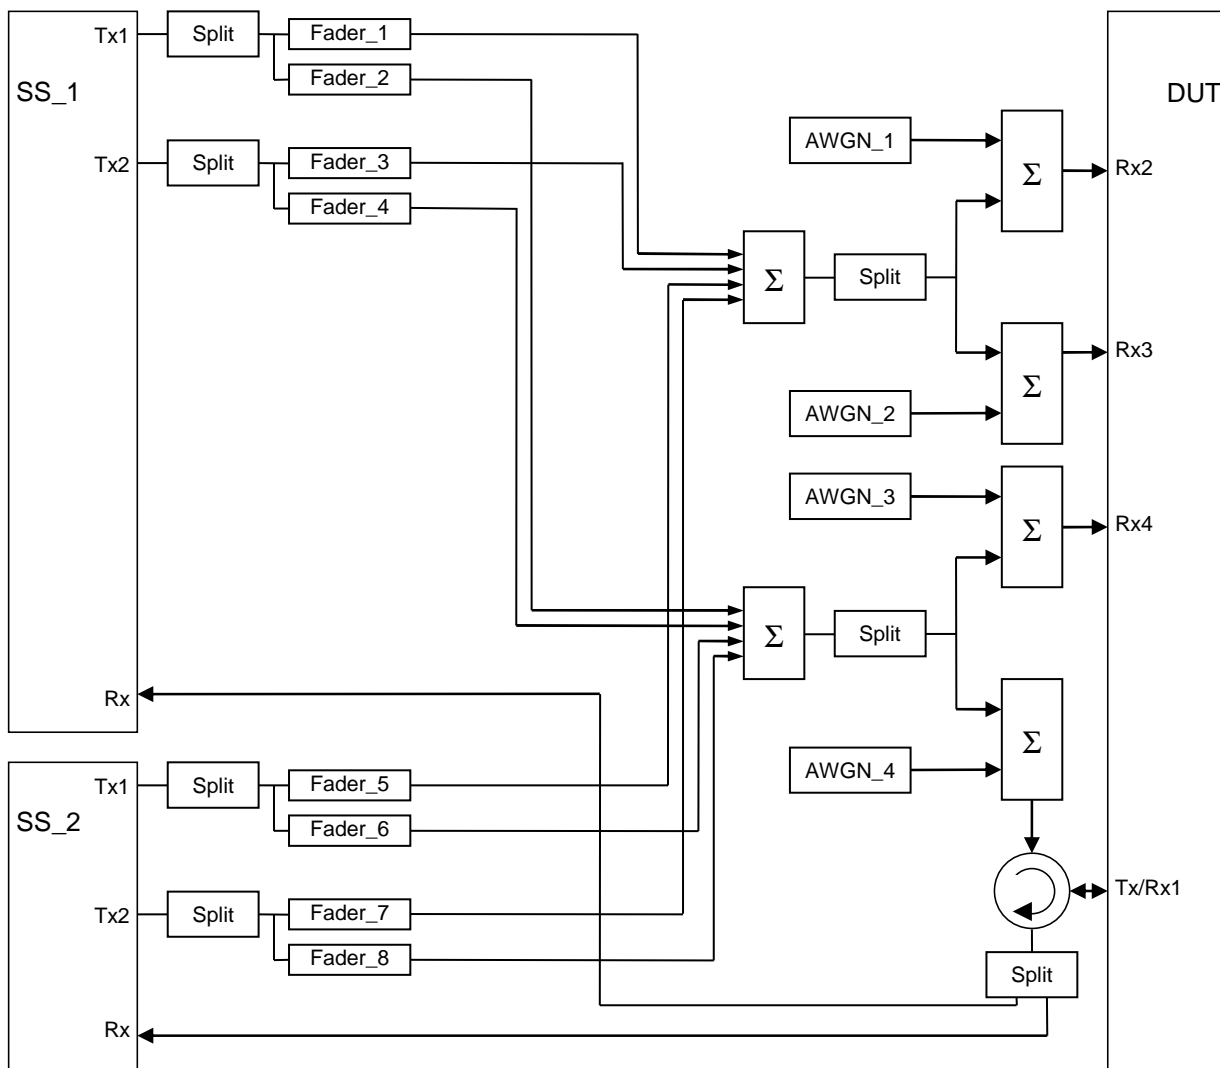 Tx1
Split
Fader_1
Fader_2
SS_1
DUT
AWGN_1
Tx2
Split
Fader_3
Fader_4
Σ
Rx2
Σ
Split
Rx3
Σ
AWGN_2
AWGN_3
Rx4
Σ
Σ
Split
Rx
Σ
AWGN_4
Tx1
Split
Fader_5
SS_2
Fader_6
Tx/Rx1
Tx2
Split
Fader_7
Fader_8
Split
Rx